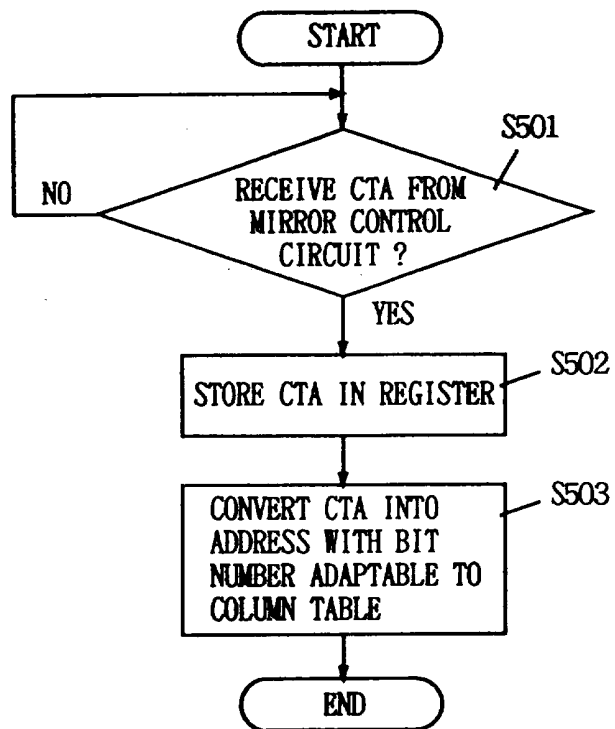 START
S501
NO
RECEIVE CTA FROM
MIRROR CONTROL
CIRCUIT ?
YES
S502
STORE CTA IN REGISTER
S503
CONVERT CTA INTO
ADDRESS WITH BIT
NUMBER ADAPTABLE TO
COLUMN TABLE
END